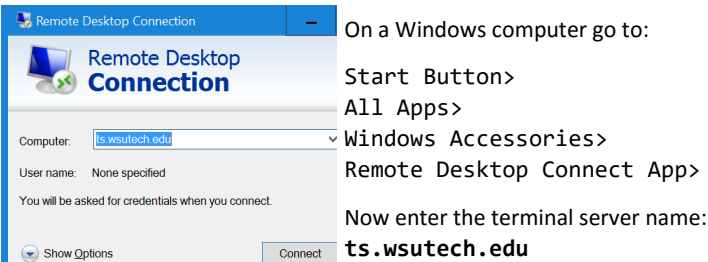 Remote Desktop Connection
Remote Desktop
Connection
Computer: ts.wsutech.edu
User name: None specified
You will be asked for credentials when you connect.
Show Options
Connect
On a Windows computer go to:
Start Button>
All Apps>
Windows Accessories>
Remote Desktop Connect App>
Now enter the terminal server name:
ts.wsutech.edu